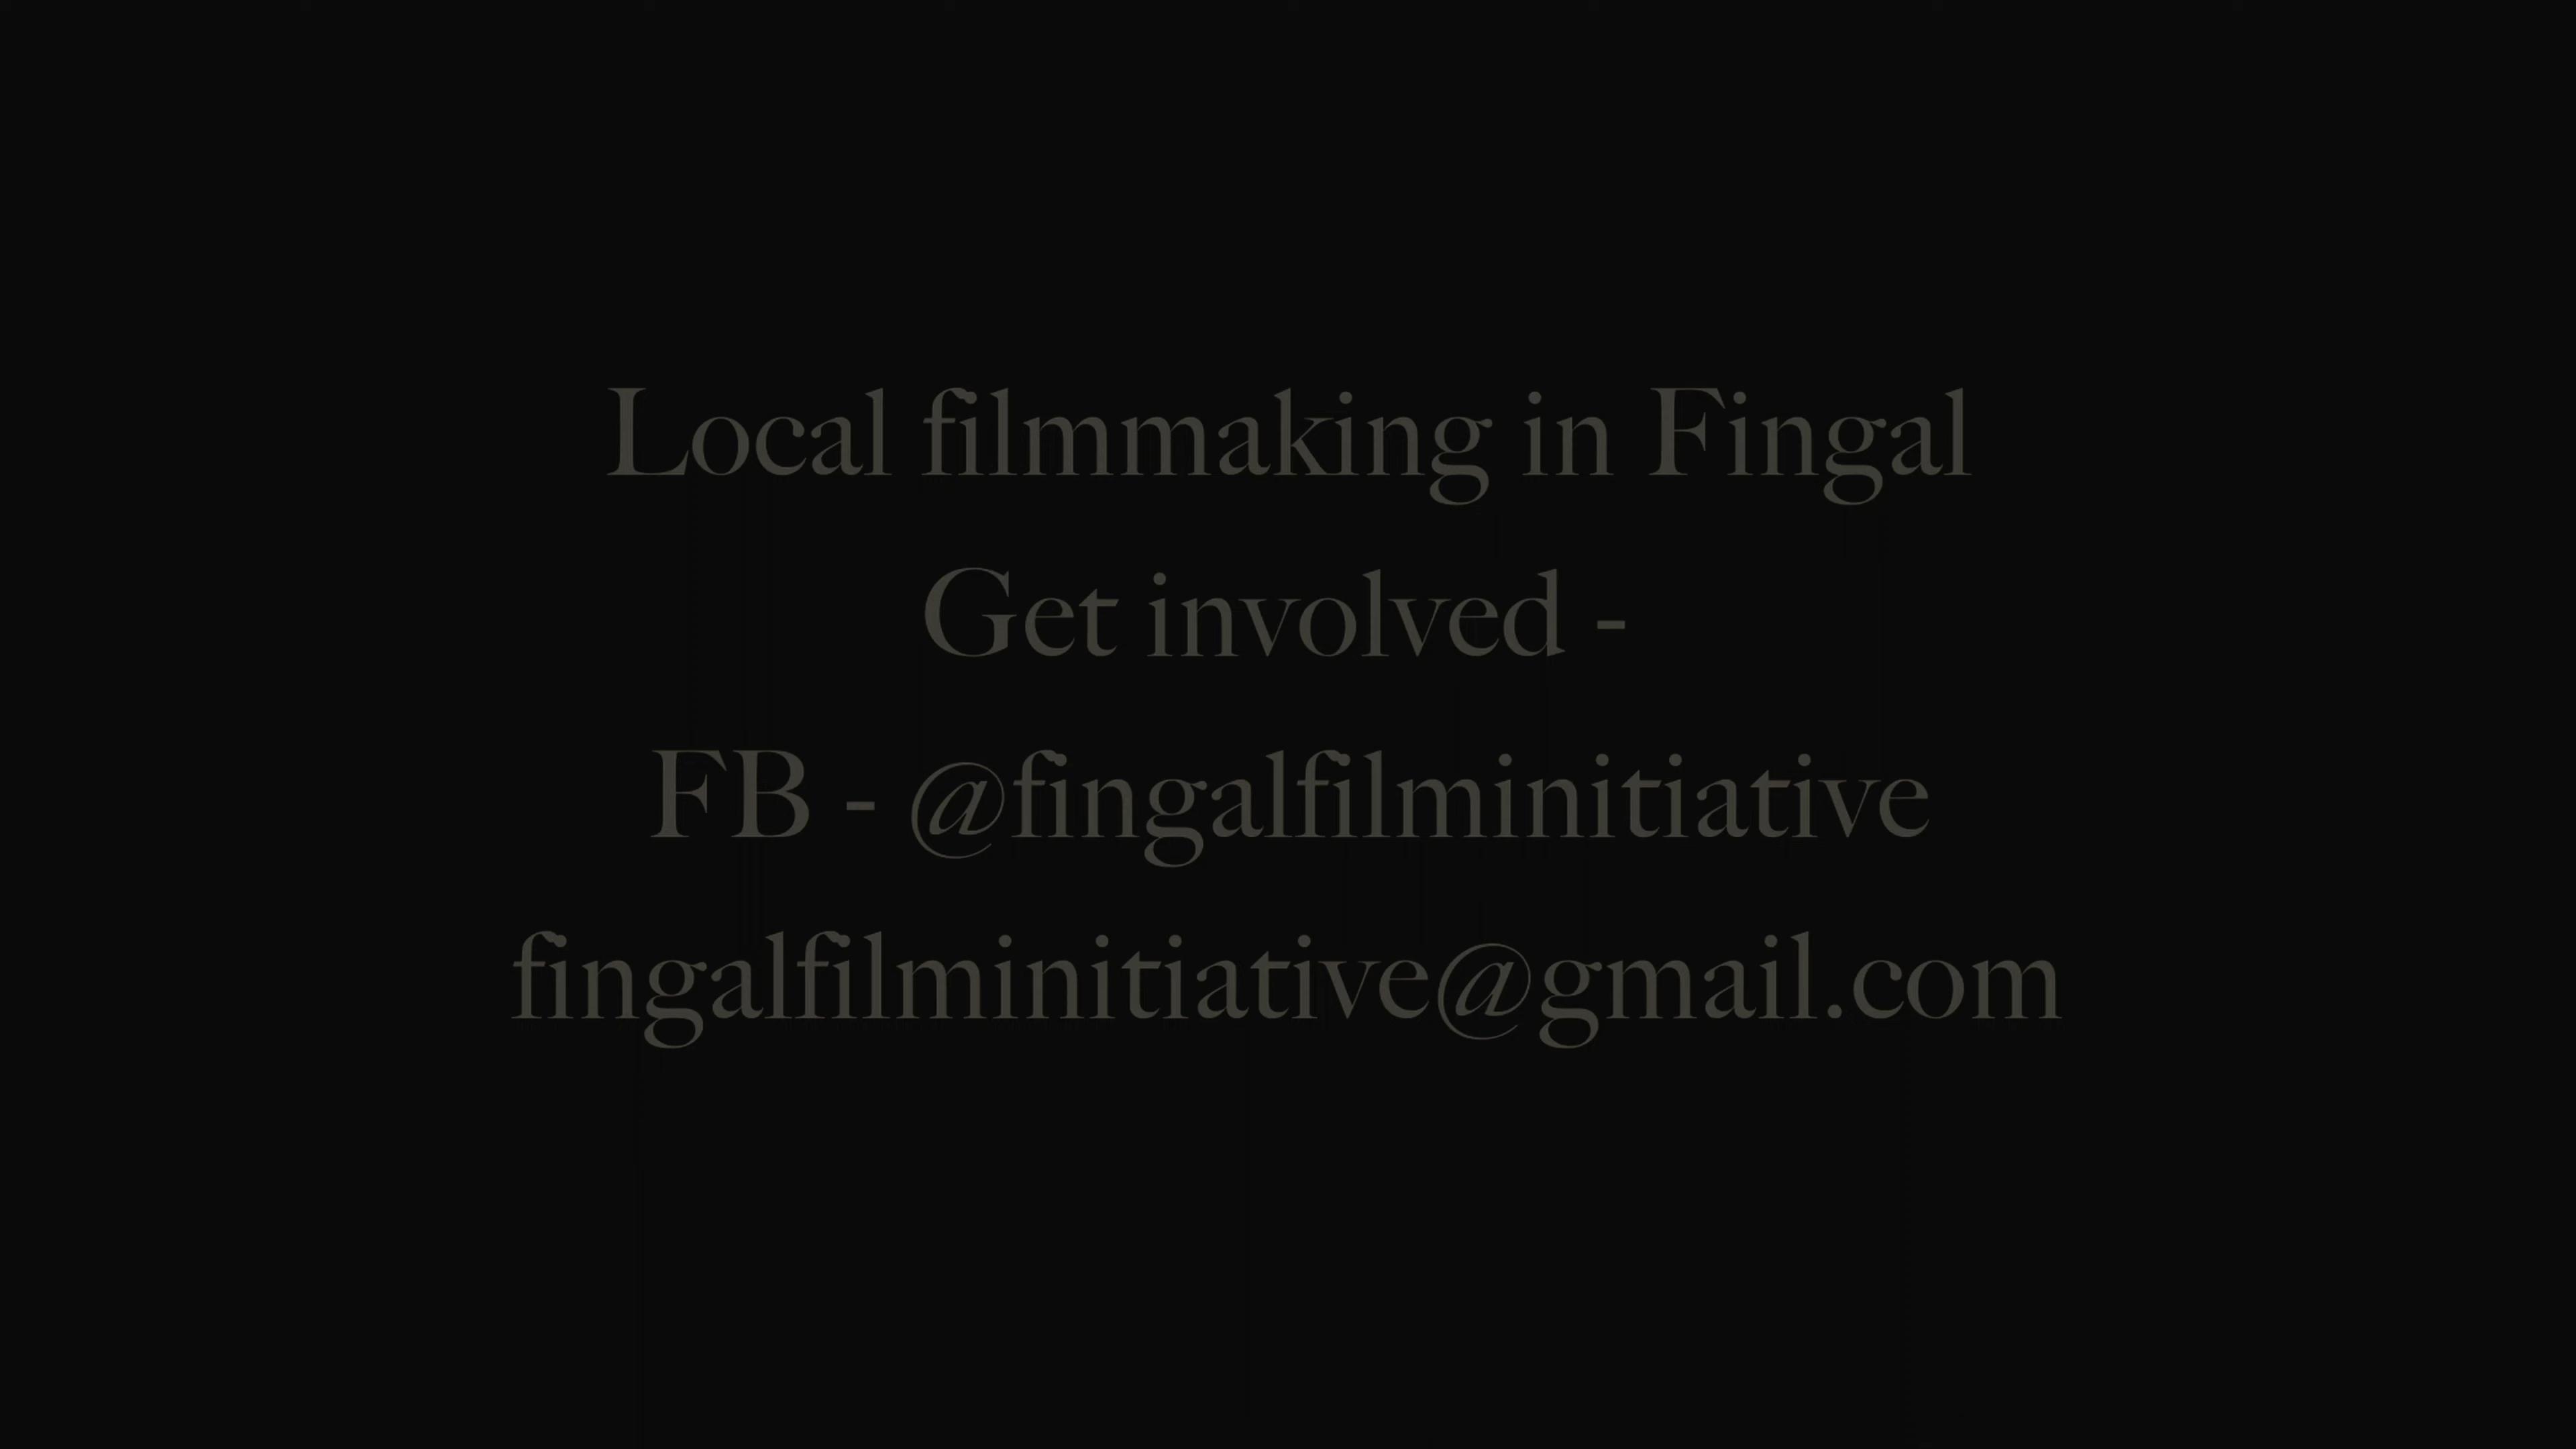 Local filmmaking in Fingal
Get involved -
FB - @fingalfilminitiative
fingalfilminitiative@gmail.com